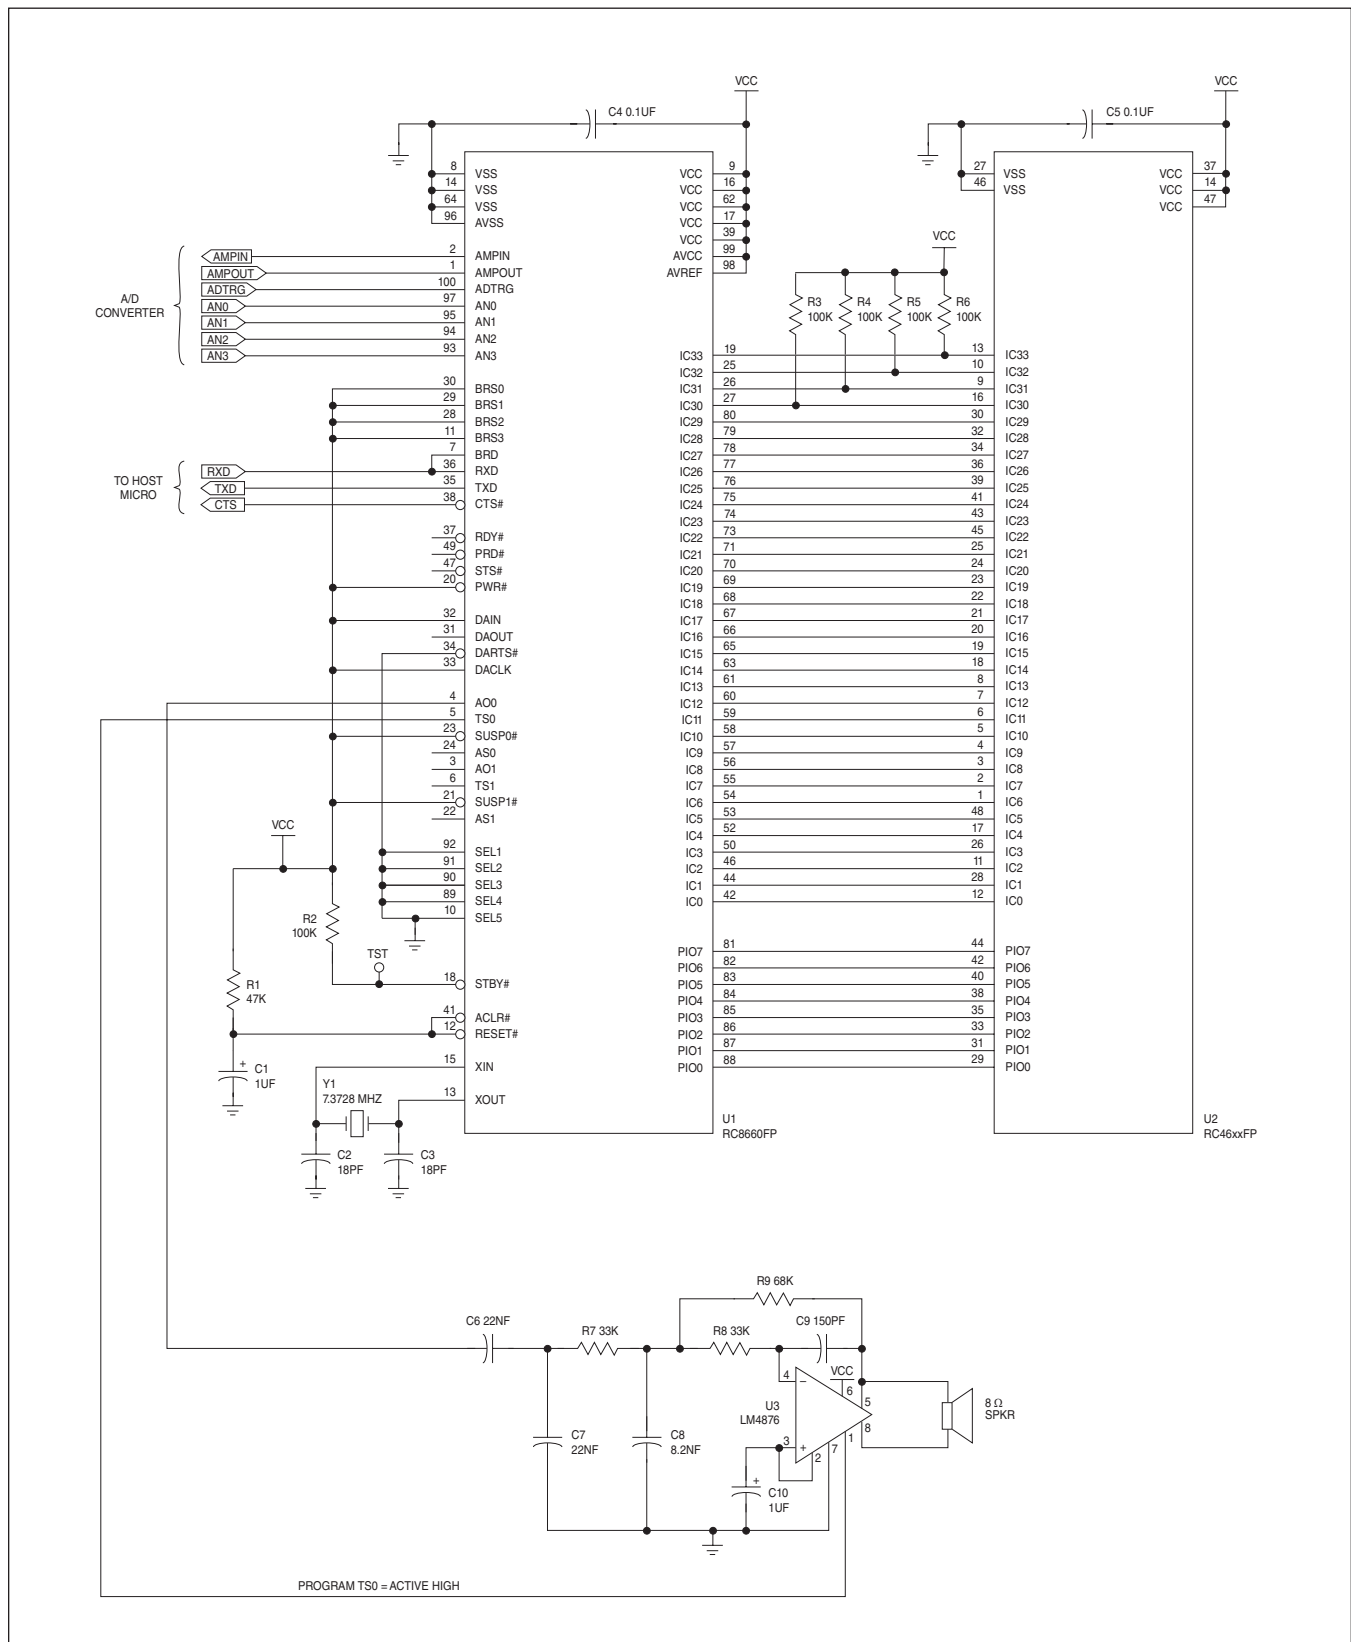 VCC
VCC
C4 0.1UF
C5 0.1UF
8 VSS
14 VSS
64 VSS
96 AVSS
VCC 9
VCC 16
VCC 62
VCC 17
VCC 39
AVCC 99
AVREF 98
27 VSS
46 VSS
VCC 37
VCC 14
VCC 47
A/D
CONVERTER
AMPIN 2 AMPIN
AMPOUT 1 AMPOUT
ADTRG 100 ADTRG
AN0 97 AN0
AN1 95 AN1
AN2 94 AN2
AN3 93 AN3
VCC
R3
100K
R4
100K
R5
100K
R6
100K
30 BRS0
29 BRS1
28 BRS2
11 BRS3
7 BRD
TO HOST
MICRO
RXD 36 RXD
TXD 35 TXD
CTS 38 CTS#
37 RDY#
49 PRD#
47 STS#
20 PWR#
32 DAIN
31 DAOUT
34 DARTS#
33 DACLK
4 AO0
5 TS0
23 SUSP0#
24 AS0
3 AO1
6 TS1
21 SUSP1#
22 AS1
92 SEL1
91 SEL2
90 SEL3
89 SEL4
10 SEL5
18 STBY#
41 ACLR#
12 RESET#
15 XIN
13 XOUT
IC33 19 13 IC33
IC32 25 10 IC32
IC31 26 9 IC31
IC30 27 16 IC30
IC29 80 30 IC29
IC28 79 32 IC28
IC27 78 34 IC27
IC26 77 36 IC26
IC25 76 39 IC25
IC24 75 41 IC24
IC23 74 43 IC23
IC22 73 45 IC22
IC21 71 25 IC21
IC20 70 24 IC20
IC19 69 23 IC19
IC18 68 22 IC18
IC17 67 21 IC17
IC16 66 20 IC16
IC15 65 19 IC15
IC14 63 18 IC14
IC13 61 8 IC13
IC12 60 7 IC12
IC11 59 6 IC11
IC10 58 5 IC10
IC9 57 4 IC9
IC8 56 3 IC8
IC7 55 2 IC7
IC6 54 1 IC6
IC5 53 48 IC5
IC4 52 17 IC4
IC3 50 26 IC3
IC2 46 11 IC2
IC1 44 28 IC1
IC0 42 12 IC0
PIO7 81 44 PIO7
PIO6 82 42 PIO6
PIO5 83 40 PIO5
PIO4 84 38 PIO4
PIO3 85 35 PIO3
PIO2 86 33 PIO2
PIO1 87 31 PIO1
PIO0 88 29 PIO0
VCC
R2
100K
TST
R1
47K
+ C1
1UF
Y1
7.3728 MHZ
C2
18PF
C3
18PF
U1
RC8660FP
U2
RC46xxFP
R9 68K
C6 22NF
R7 33K
R8 33K
C9 150PF
VCC
4 −
6
5
8
U3
LM4876
8 Ω
SPKR
3 +
2
7
1
C7
22NF
C8
8.2NF
+
C10
1UF
PROGRAM TS0 = ACTIVE HIGH